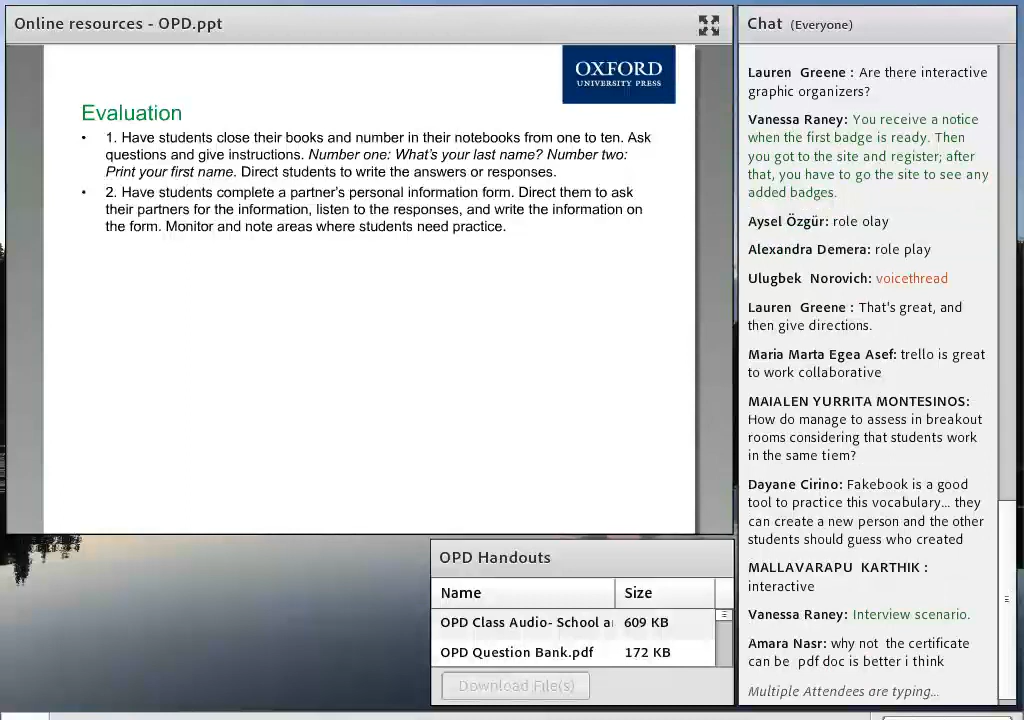 Online resources - OPD.ppt
OXFORD
UNIVERSITY PRESS
Evaluation
• 1. Have students close their books and number in their notebooks from one to ten. Ask
questions and give instructions. Number one: What's your last name? Number two:
Print your first name. Direct students to write the answers or responses.
• 2. Have students complete a partner's personal information form. Direct them to ask
their partners for the information, listen to the responses, and write the information on
the form. Monitor and note areas where students need practice.
OPD Handouts
Name Size
OPD Class Audio- School 609 KB
OPD Question Bank.pdf 172 KB
Download File(s)
Chat (Everyone)
Lauren Greene : Are there interactive
graphic organizers?
Vanessa Raney: You receive a notice
when the first badge is ready. Then
you got to the site and register; after
that, you have to go the site to see any
added badges.
Aysel Özgür: role olay
Alexandra Demera: role play
Ulugbek Norovich: voicethread
Lauren Greene : That's great, and
then give directions.
Maria Marta Egea Asef: trello is great
to work collaborative
MAIALEN YURRITA MONTESINOS:
How do manage to assess in breakout
rooms considering that students work
in the same tiem?
Dayane Cirino: Fakebook is a good
tool to practice this vocabulary... they
can create a new person and the other
students should guess who created
MALLAVARAPU KARTHIK :
interactive
Vanessa Raney: Interview scenario.
Amara Nasr: why not the certificate
can be pdf doc is better i think
Multiple Attendees are typing...